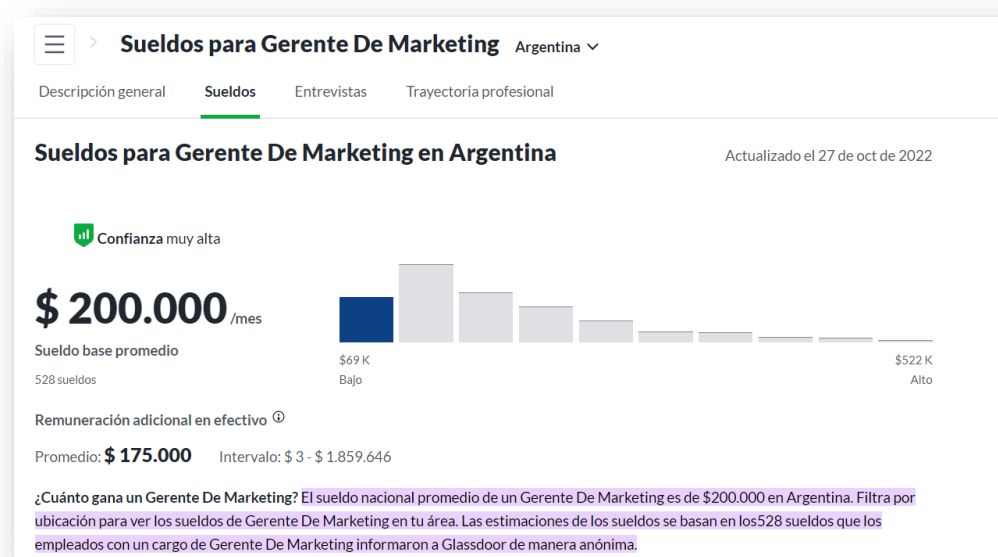 Sueldos para Gerente De Marketing Argentina
Descripción general Sueldos Entrevistas Trayectoria profesional
Sueldos para Gerente De Marketing en Argentina
Actualizado el 27 de oct de 2022
Confianza muy alta
$ 200.000 /mes
Sueldo base promedio
528 sueldos
$69 K
Bajo
$522 K
Alto
Remuneración adicional en efectivo
Promedio: $ 175.000 Intervalo: $ 3 - $ 1.859.646
¿Cuánto gana un Gerente De Marketing? El sueldo nacional promedio de un Gerente De Marketing es de $200.000 en Argentina. Filtra por
ubicación para ver los sueldos de Gerente De Marketing en tu área. Las estimaciones de los sueldos se basan en los528 sueldos que los
empleados con un cargo de Gerente De Marketing informaron a Glassdoor de manera anónima.